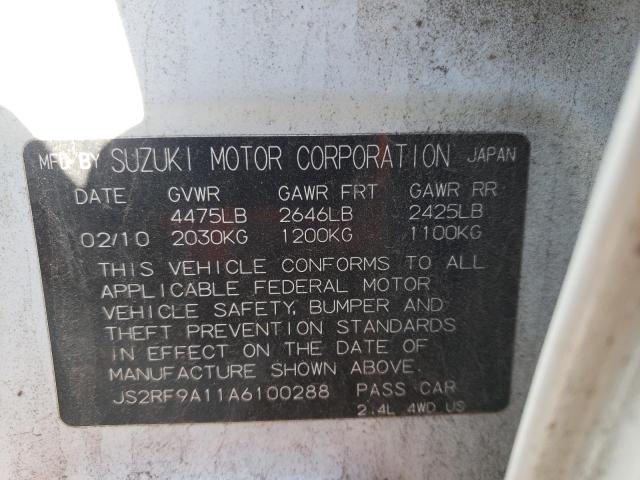 MFD BY SUZUKI MOTOR CORPORATION JAPAN
DATE GVWR GAWR FRT GAWR RR
4475LB 2646LB 2425LB
02/10 2030KG 1200KG 1100KG
THIS VEHICLE CONFORMS TO ALL
APPLICABLE FEDERAL MOTOR
VEHICLE SAFETY, BUMPER AND
THEFT PREVENTION STANDARDS
IN EFFECT ON THE DATE OF
MANUFACTURE SHOWN ABOVE.
JS2RF9A11A6100288 PASS CAR
2.4L 4WD US